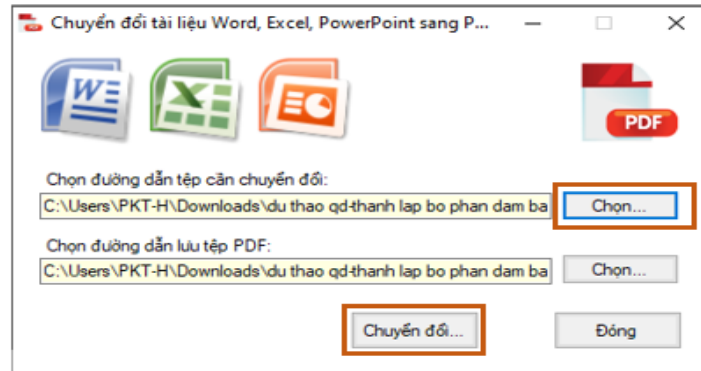 Chuyển đổi tài liệu Word, Excel, PowerPoint sang P...
W
X
PDF
Chọn đường dẫn tệp cần chuyển đổi:
C:\Users\PKT-H\Downloads\du thao qd-thanh lap bo phan dam ba
Chọn...
Chọn đường dẫn lưu tệp PDF:
C:\Users\PKT-H\Downloads\du thao qd-thanh lap bo phan dam ba
Chọn...
Chuyển đổi...
Đóng